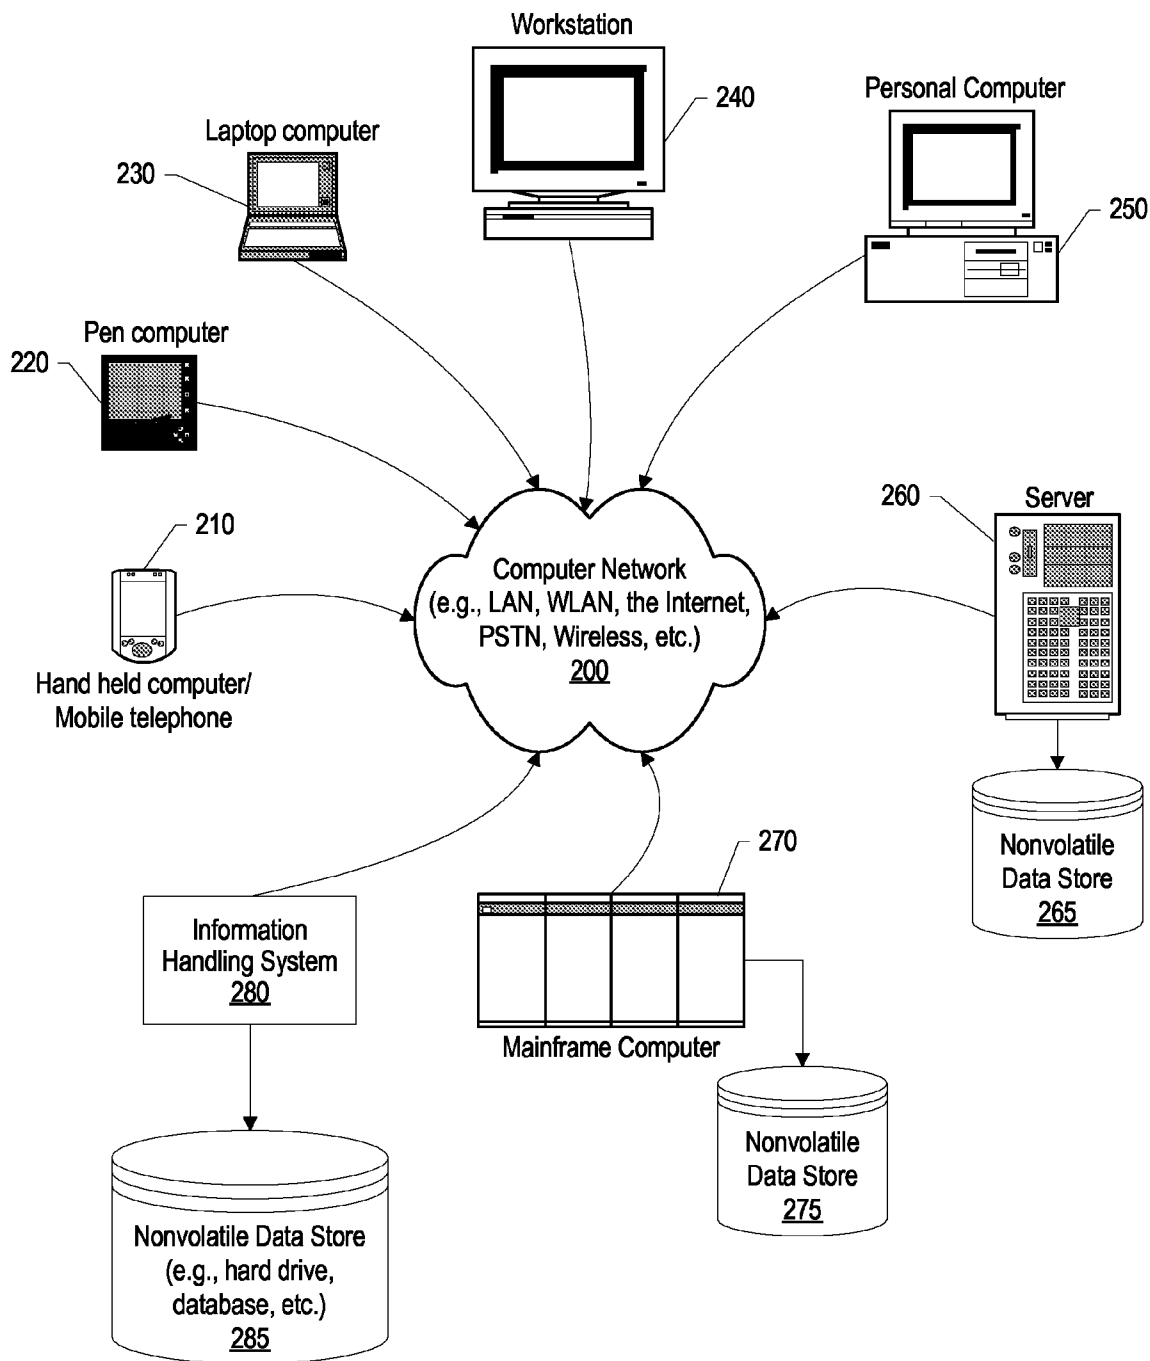 Workstation
240
Personal Computer
250
Laptop computer
230
Pen computer
220
210
Hand held computer/
Mobile telephone
Computer Network
(e.g., LAN, WLAN, the Internet,
PSTN, Wireless, etc.)
200
260
Server
Nonvolatile
Data Store
265
270
Mainframe Computer
Nonvolatile
Data Store
275
Information
Handling System
280
Nonvolatile Data Store
(e.g., hard drive,
database, etc.)
285